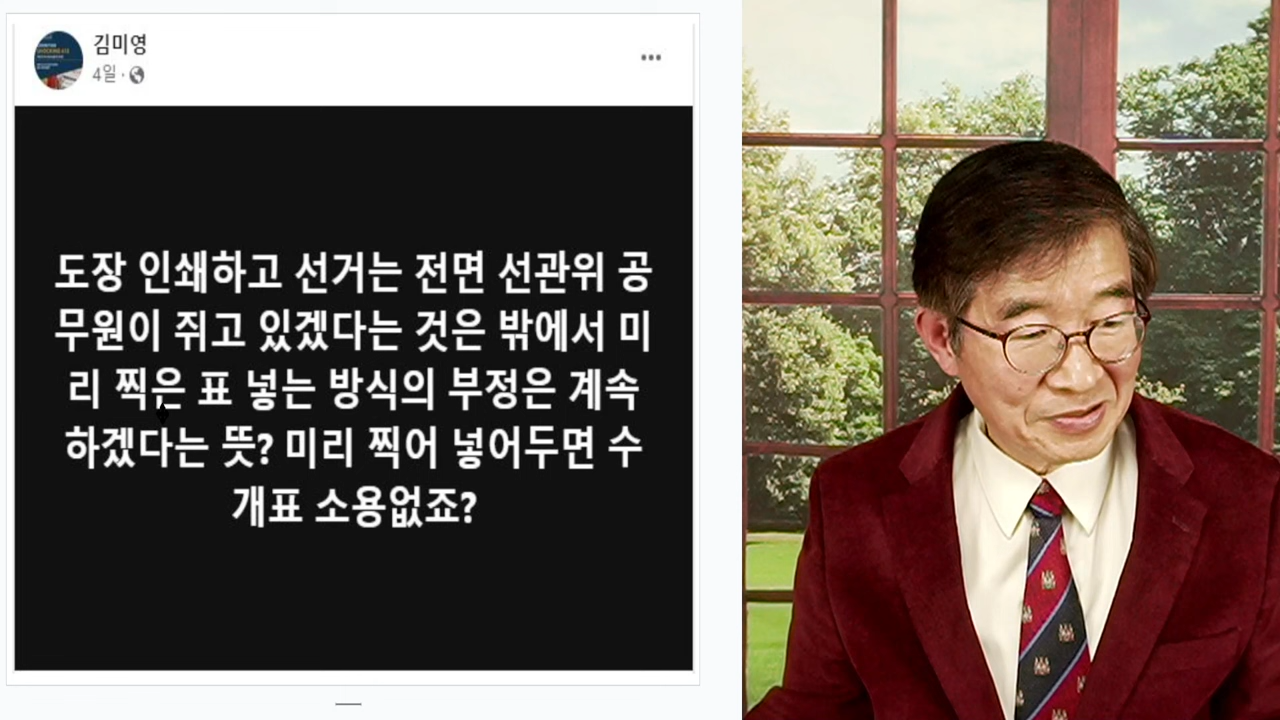 김미영
4일 ·
도장 인쇄하고 선거는 전면 선관위 공
무원이 쥐고 있겠다는 것은 밖에서 미
리 찍은 표 넣는 방식의 부정은 계속
하겠다는 뜻? 미리 찍어 넣어두면 수
개표 소용없죠?